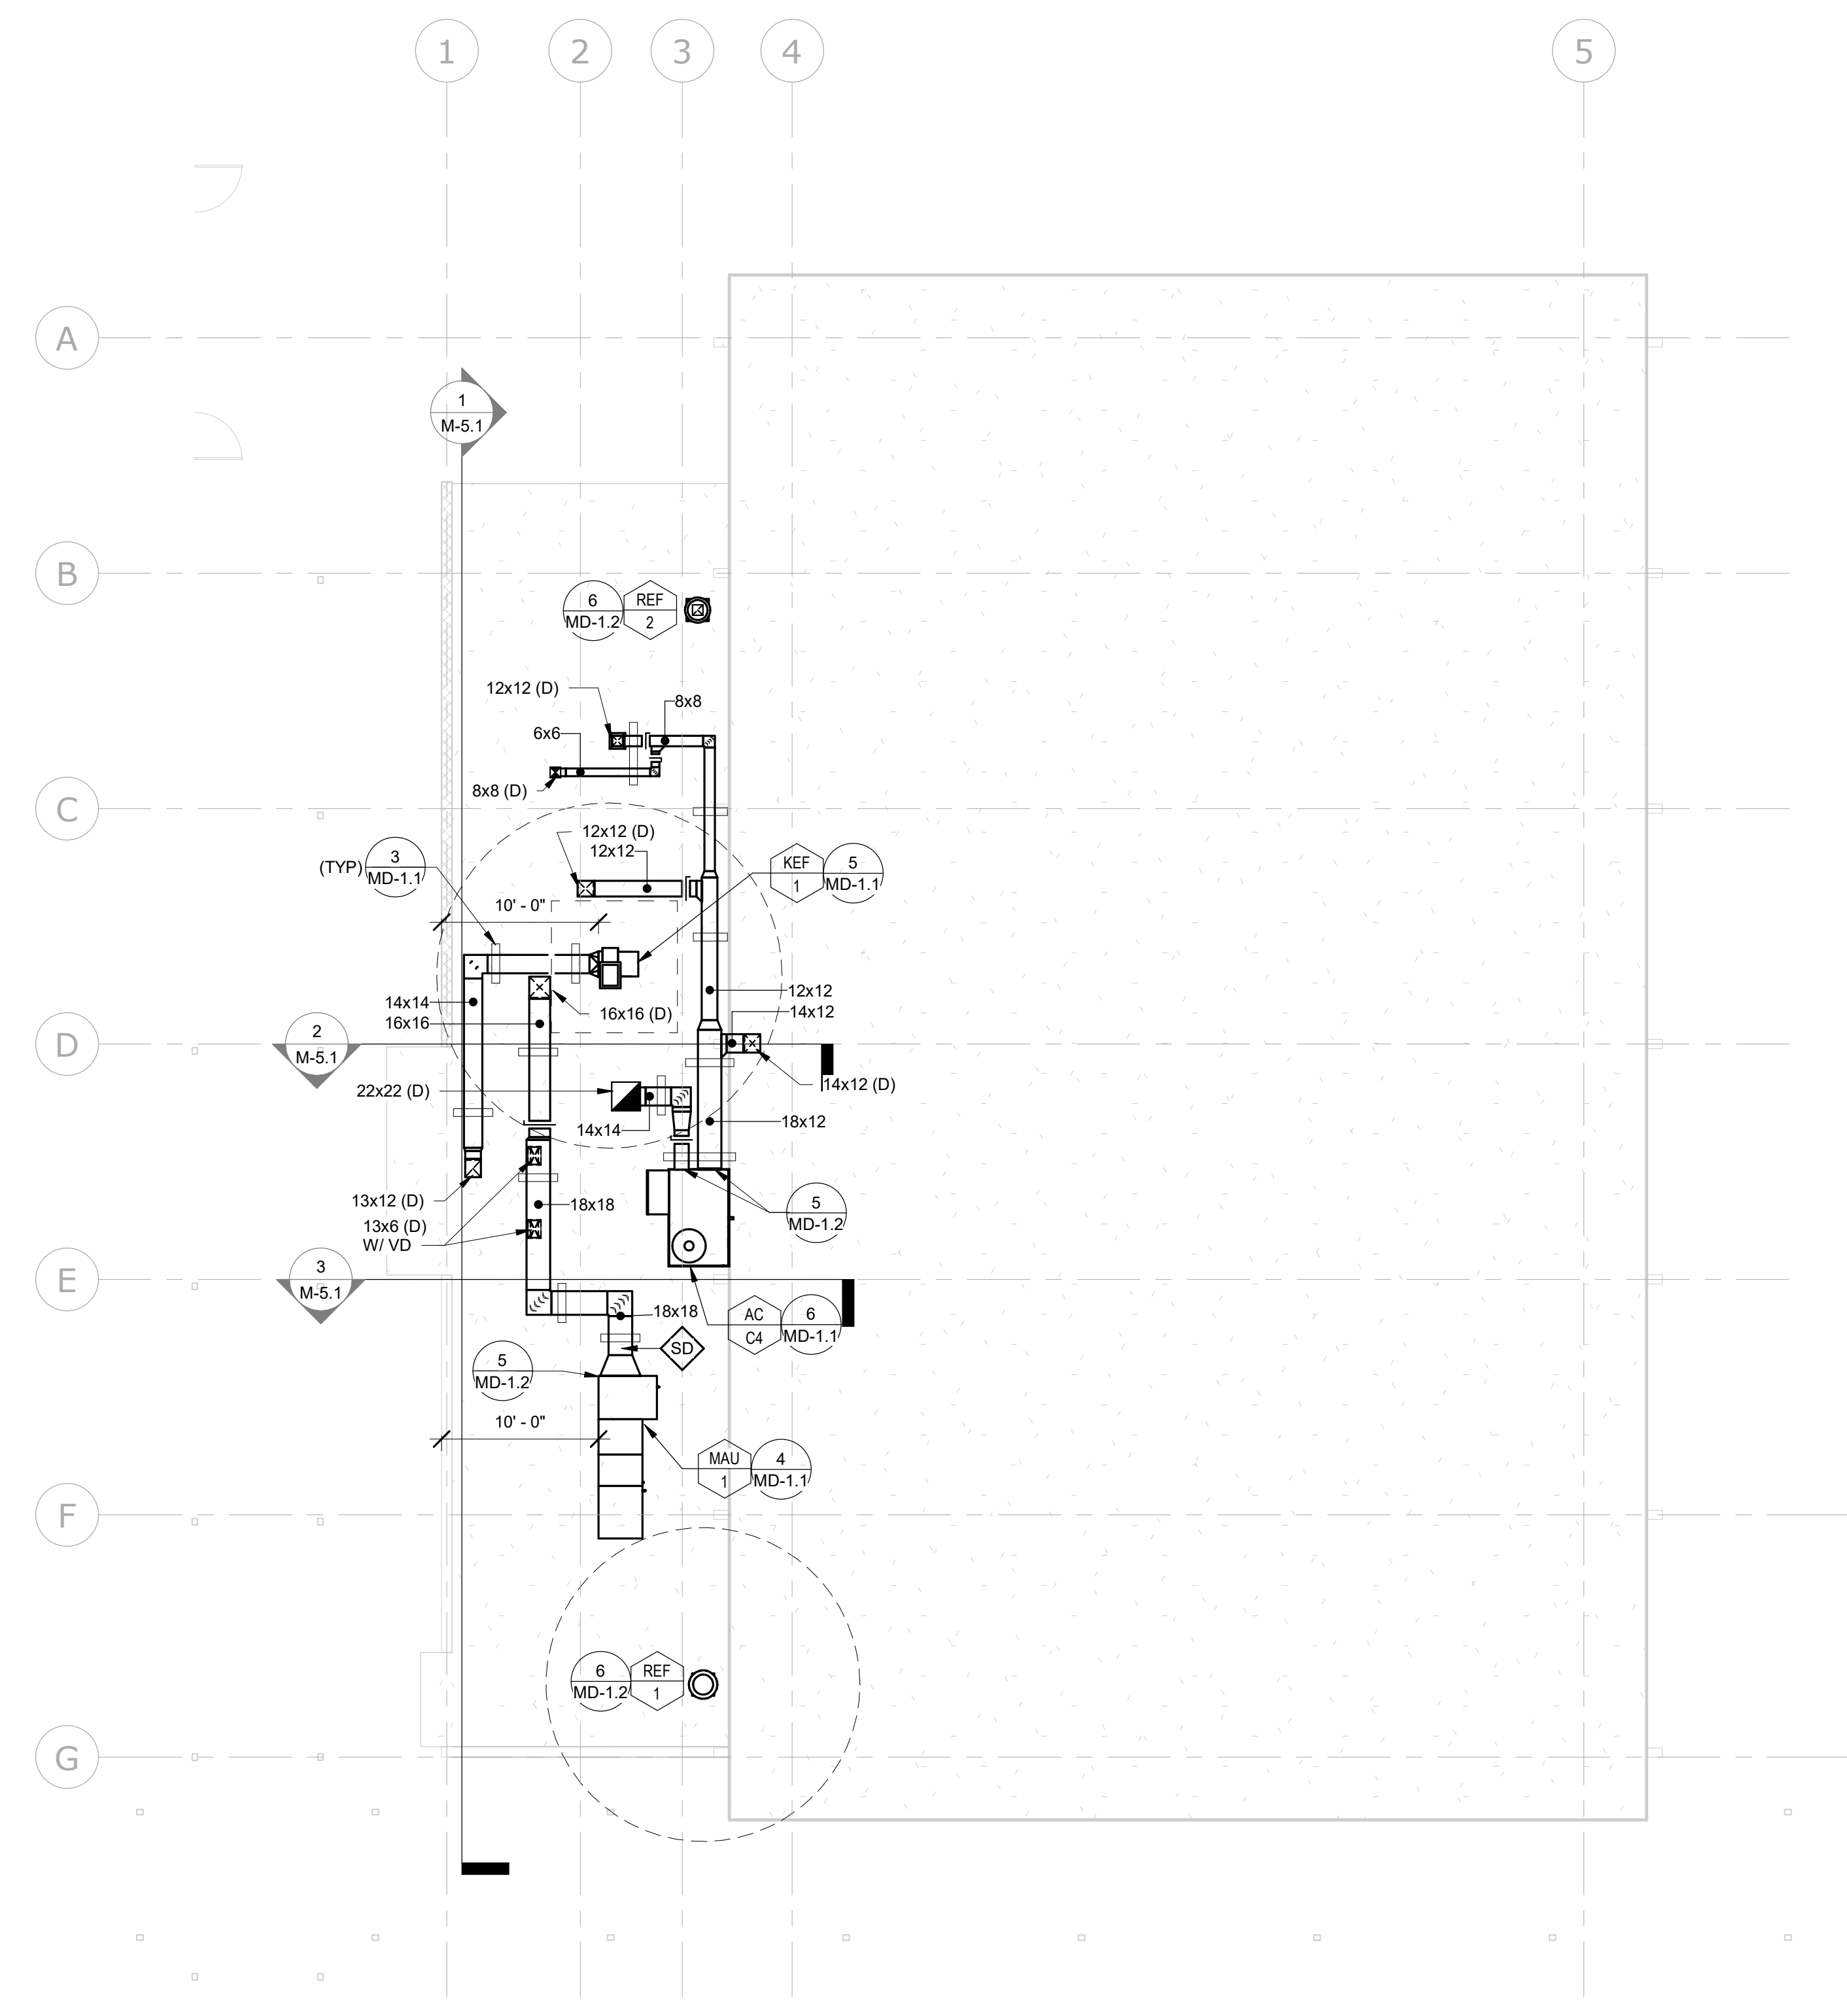 1
2
3
4
5
A
1
M-5.1
B
6
MD-1.2
REF
2
12x12 (D)
8x8
6x6
8x8 (D)
C
12x12 (D)
12x12
(TYP)
3
MD-1.1
KEF
1
5
MD-1.1
10' - 0"
14x14
16x16
16x16 (D)
12x12
14x12
D
2
M-5.1
14x12 (D)
22x22 (D)
14x14
18x12
13x12 (D)
18x18
5
MD-1.2
13x6 (D)
W/ VD
E
3
M-5.1
18x18
AC
C4
6
MD-1.1
SD
5
MD-1.2
10' - 0"
MAU
1
4
MD-1.1
F
6
MD-1.2
REF
1
G